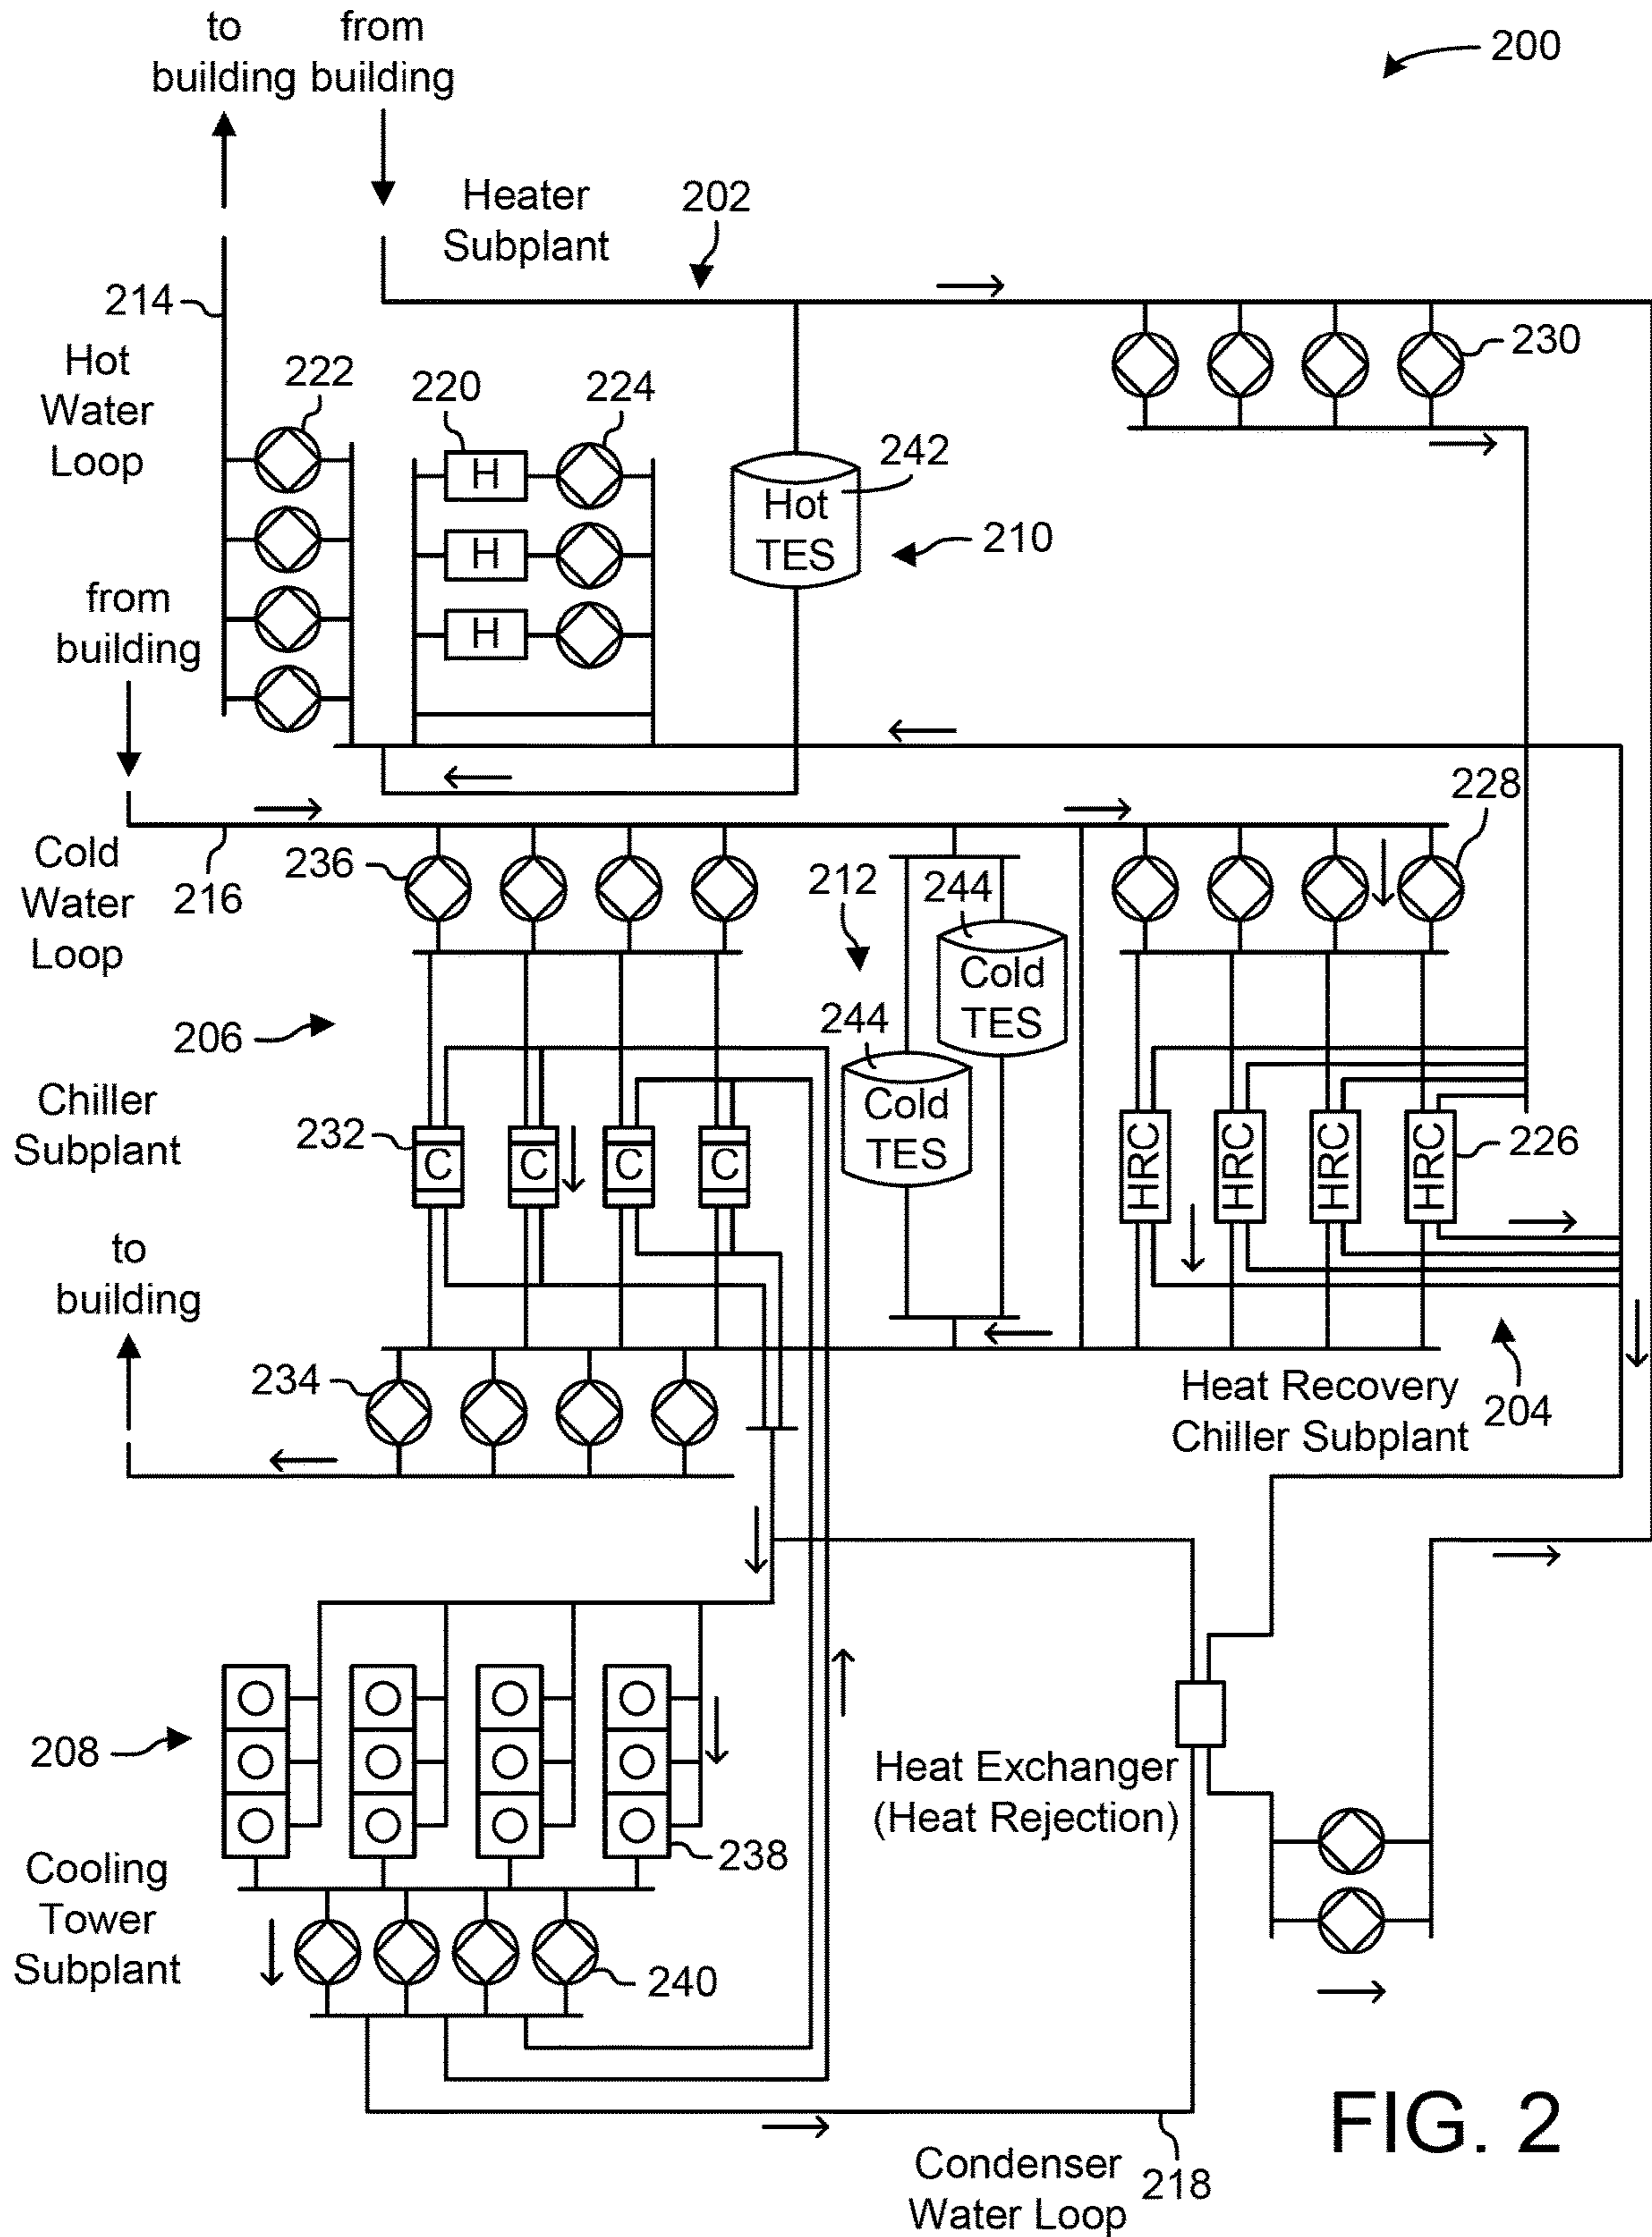 to
building
from
building
200
Heater
Subplant
202
214
Hot
Water
Loop
222
220
224
230
H
H
H
Hot
TES
242
210
from
building
228
Cold
Water
Loop
216
236
212
244
Cold
TES
244
Cold
TES
206
Chiller
Subplant
232
C
C
C
C
HRC
HRC
HRC
HRC
226
to
building
234
Heat Recovery
Chiller Subplant
204
208
Heat Exchanger
(Heat Rejection)
238
Cooling
Tower
Subplant
240
FIG. 2
Condenser
Water Loop
218